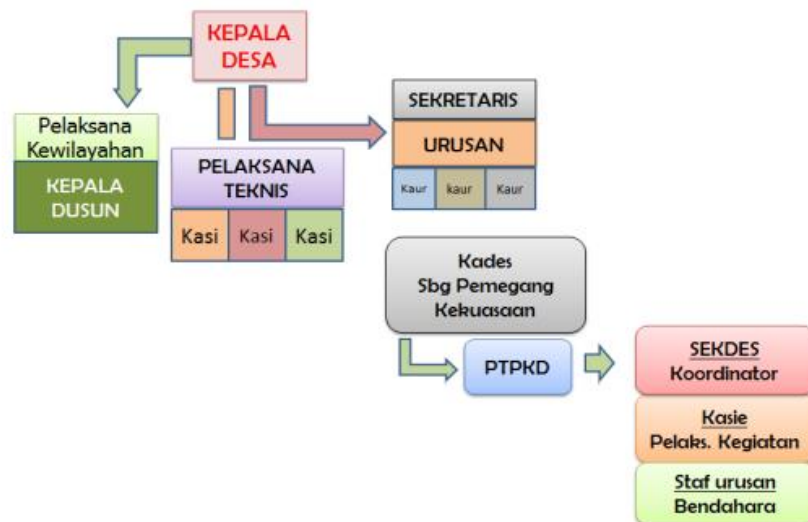 KEPALA
DESA
Pelaksana
Kewilayahan
KEPALA
DUSUN
PELAKSANA
TEKNIS
Kasi
Kasi
Kasi
SEKRETARIS
URUSAN
Kaur
kaur
Kaur
Kades
Sbg Pemegang
Kekuasaan
PTPKD
SEKDES
Koordinator
Kasie
Pelaks. Kegiatan
Staf urusan
Bendahara